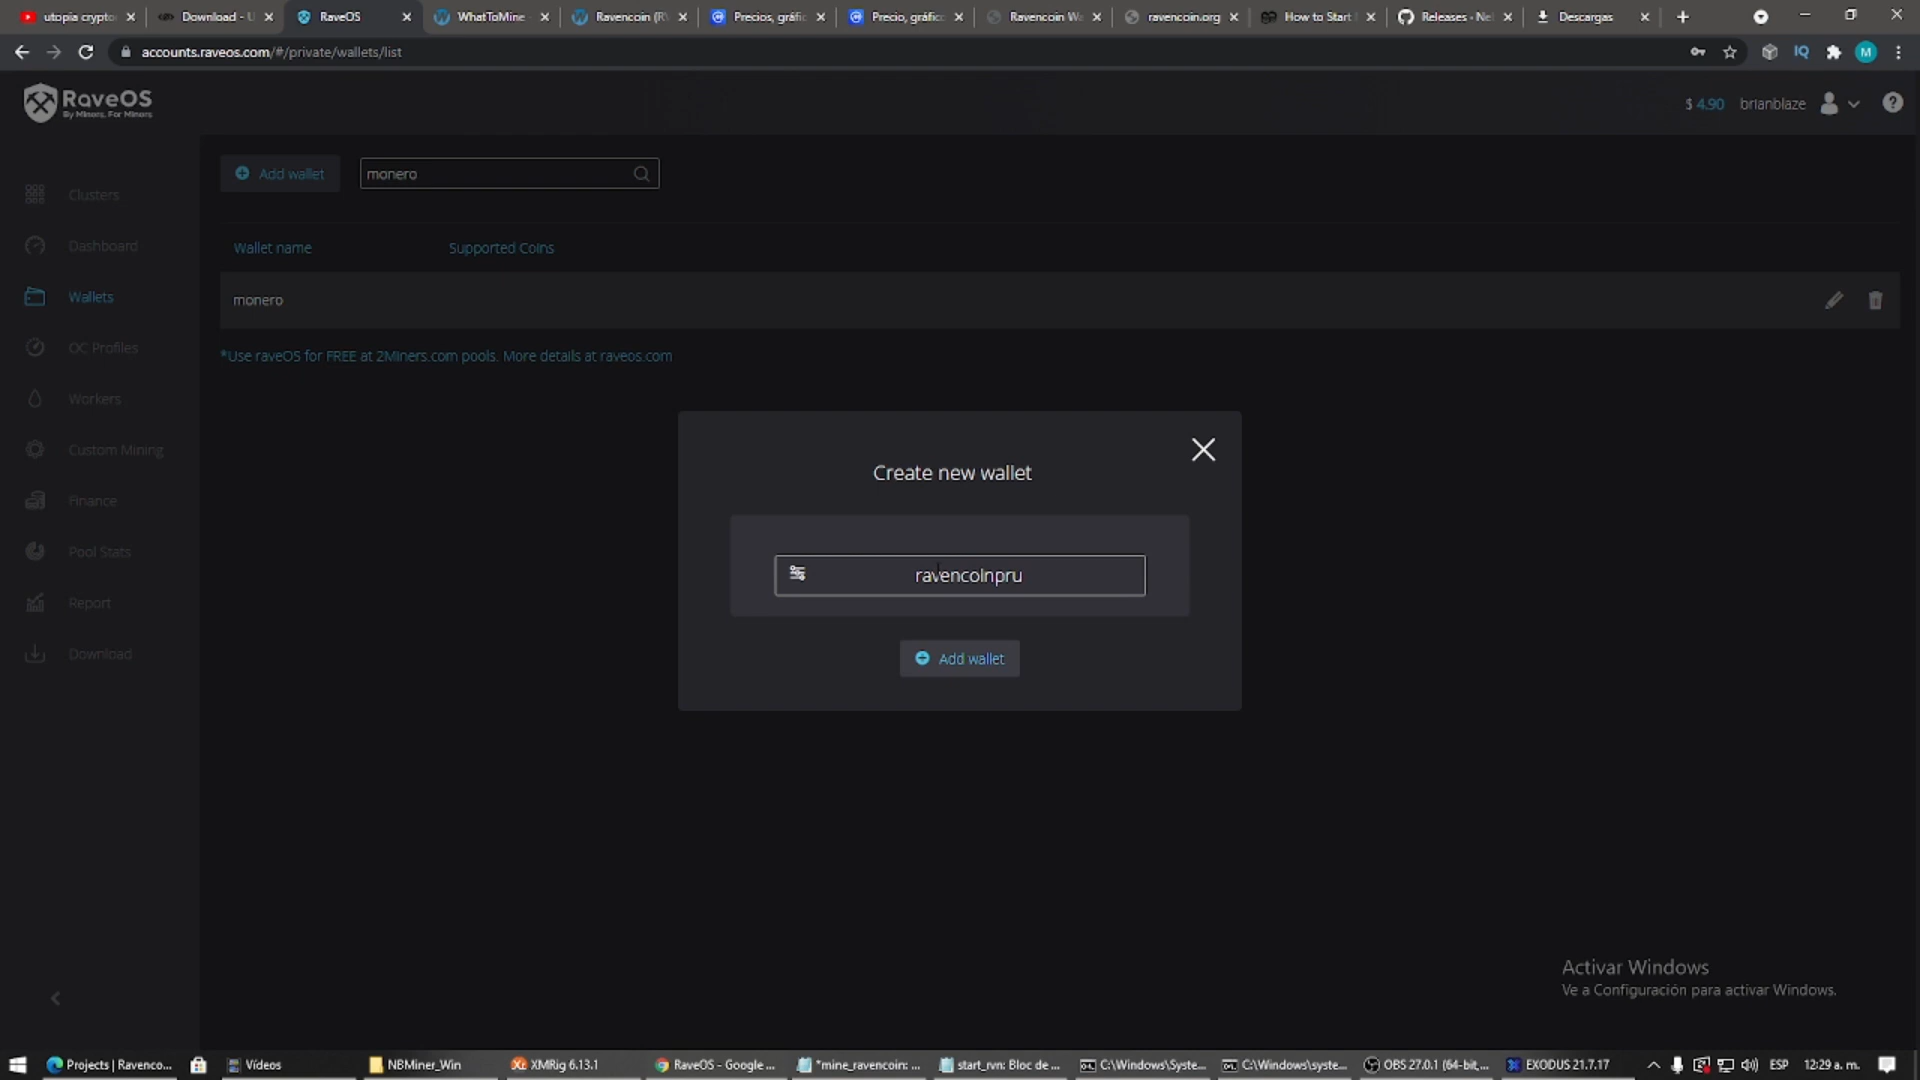 utopia crypto
Download - U
RaveOS
WhatToMine
Ravencoin (R
Precios, gráfic
Precio, gráfico
Ravencoin Wa
ravencoin.org
How to Start
Releases · Ne
Descargas
accounts.raveos.com/#/private/wallets/list
IQ
M
RaveOS
By Miners, For Miners
$ 4.90
brianblaze
Add wallet
monero
Clusters
Dashboard
Wallets
OC Profiles
Workers
Custom Mining
Finance
Pool Stats
Report
Download
Wallet name
Supported Coins
monero
*Use raveOS for FREE at 2Miners.com pools. More details at raveos.com
Create new wallet
ravencoinpru
Add wallet
Activar Windows
Ve a Configuración para activar Windows.
Projects | Ravenco...
Vídeos
NBMiner_Win
XMRig 6.13.1
RaveOS - Google ...
*mine_ravencoin: ...
start_rvn: Bloc de ...
C:\Windows\Syste...
C:\Windows\syste...
OBS 27.0.1 (64-bit,...
EXODUS 21.7.17
ESP
12:29 a. m.